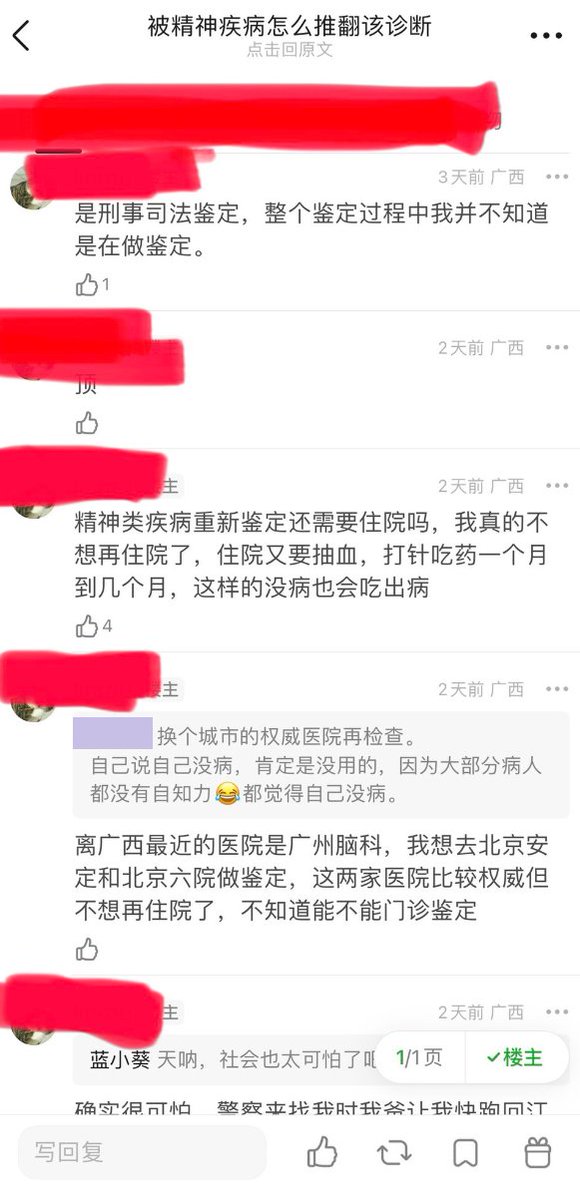 被精神疾病怎么推翻该诊断
点击回原文
3天前 广西
是刑事司法鉴定，整个鉴定过程中我并不知道
是在做鉴定。
1
2天前 广西
顶
主
2天前 广西
精神类疾病重新鉴定还需要住院吗，我真的不
想再住院了，住院又要抽血，打针吃药一个月
到几个月，这样的没病也会吃出病
4
楼主
2天前 广西
换个城市的权威医院再检查。
自己说自己没病，肯定是没用的，因为大部分病人
都没有自知力😂都觉得自己没病。
离广西最近的医院是广州脑科，我想去北京安
定和北京六院做鉴定，这两家医院比较权威但
不想再住院了，不知道能不能门诊鉴定
主
2天前 广西
蓝小葵 天呐，社会也太可怕了吧
1/1页
楼主
确实很可怕，警察来找我时我爸让我快跑回江
写回复